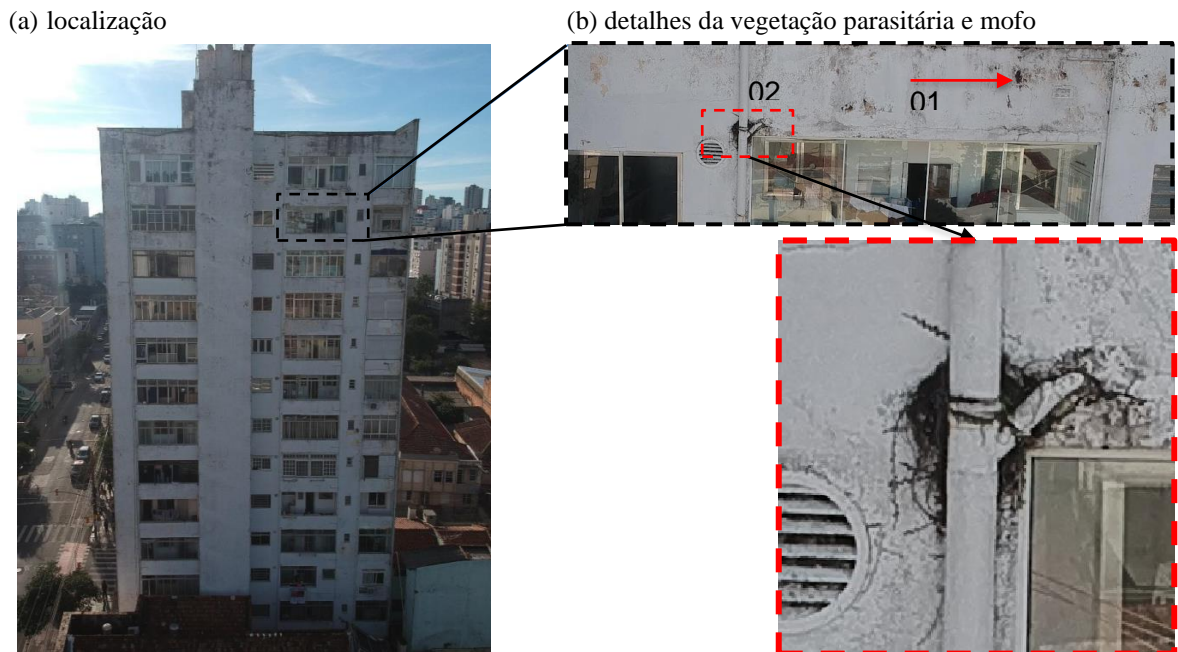 (a) localização
(b) detalhes da vegetação parasitária e mofo
02
01